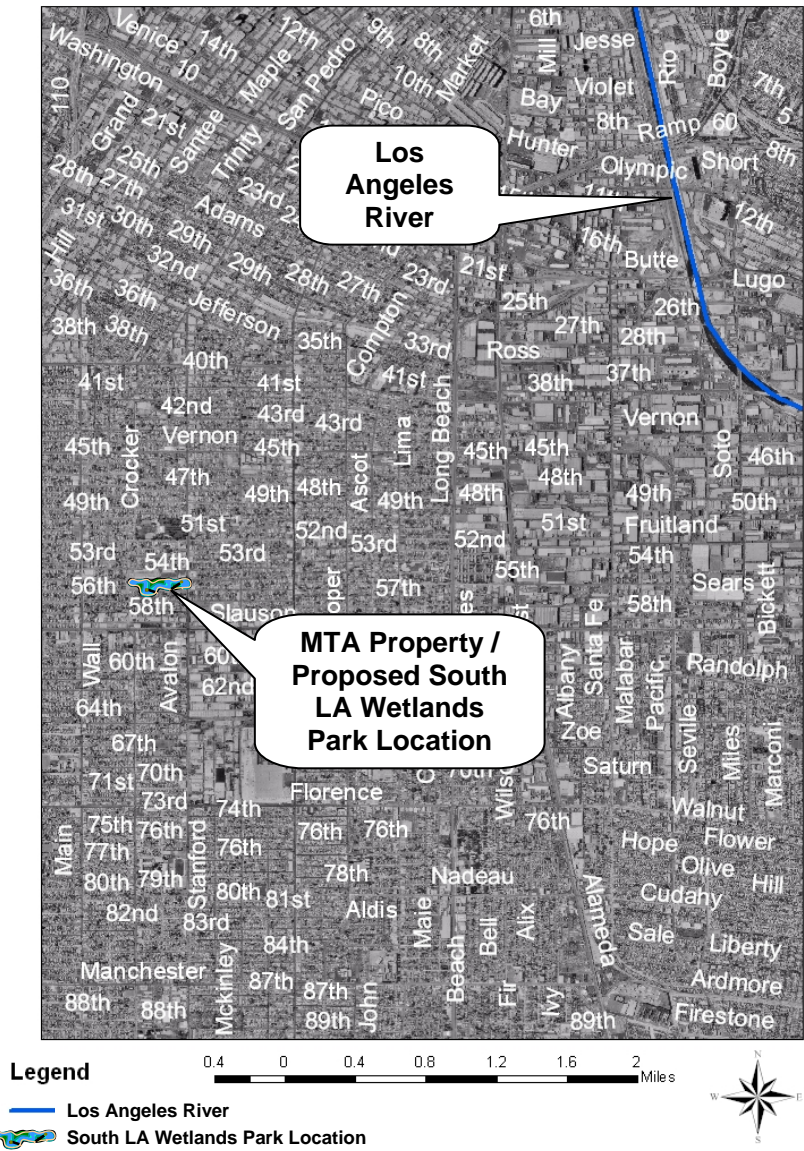 6th
12th
9th
Venice
14th
8th
Mill
Jesse
Boyle
Washington
10
Maple
San Pedro
Market
Rio
7th
10th
Violet
110
Pico
Bay
5
Grand
21st
Santee
8th
Ramp
60
Hunter
8th
Los
Angeles
River
25th
Trinity
Olympic
Short
28th
27th
23rd
11th
12th
31st
30th
Adams
16th
29th
Butte
Hill
32nd
29th
28th
27th
23rd
21st
Lugo
36th
36th
Jefferson
25th
26th
Compton
38th
38th
35th
33rd
27th
28th
Ross
40th
41st
41st
41st
38th
37th
42nd
43rd
43rd
Lima
Long Beach
Vernon
Vernon
45th
Crocker
45th
45th
45th
Soto
46th
47th
Ascot
48th
49th
49th
48th
49th
48th
49th
50th
51st
52nd
51st
Fruitland
53rd
54th
53rd
53rd
52nd
54th
55th
56th
57th
Sears
Bickett
58th
Slauson
58th
MTA Property /
Proposed South
LA Wetlands
Park Location
Wall
60th
Avalon
62nd
Albany
Santa Fe
Malabar
Pacific
Randolph
64th
Zoe
67th
Seville
Miles
Marconi
71st
70th
70th
Saturn
73rd
74th
Florence
Walnut
Main
75th
76th
Stanford
76th
76th
76th
76th
Hope
Flower
77th
78th
Nadeau
Olive
Hill
80th
79th
80th
81st
Cudahy
82nd
83rd
Aldis
Maie
Bell
Alix
Alameda
Sale
Liberty
84th
Manchester
Mckinley
87th
87th
Beach
Ardmore
88th
88th
89th
John
Fir
Ivy
89th
Firestone
Legend
0.4 0 0.4 0.8 1.2 1.6 2
Miles
N
W E
S
Los Angeles River
South LA Wetlands Park Location